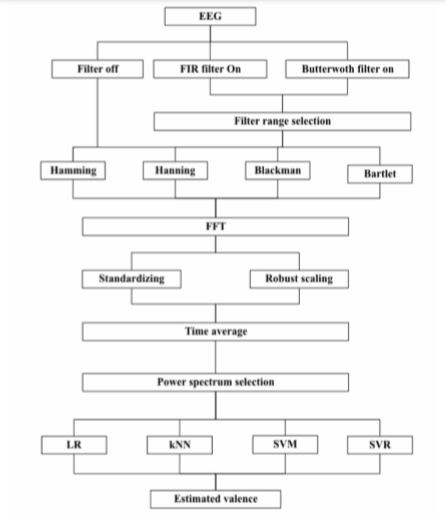 EEG
Filter off
FIR filter On
Butterwoth filter on
Filter range selection
Hamming
Hanning
Blackman
Bartlet
FFT
Standardizing
Robust scaling
Time average
Power spectrum selection
LR
kNN
SVM
SVR
Estimated valence